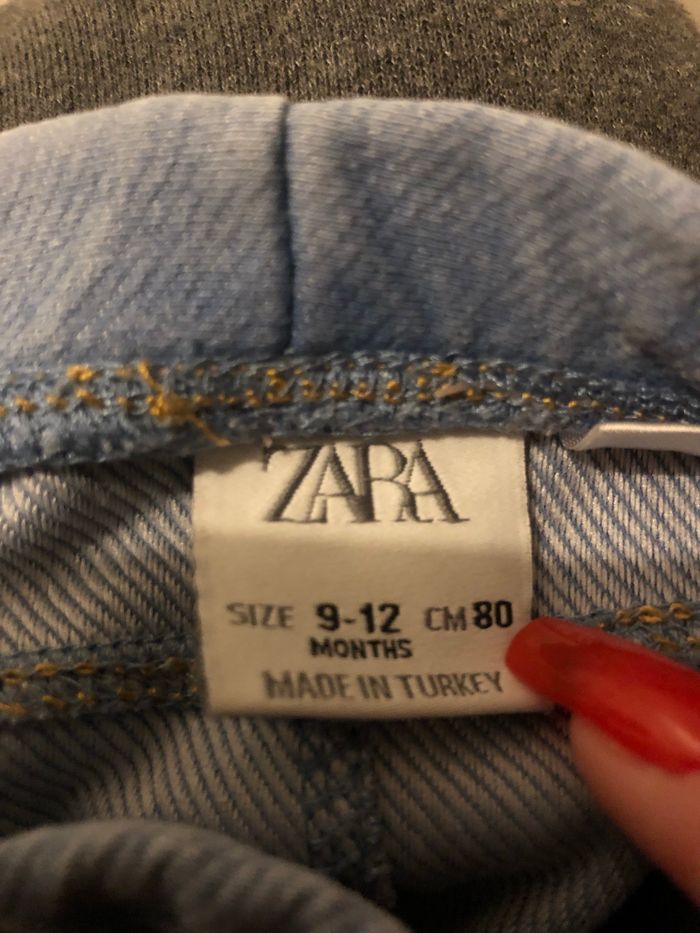 ZARA
SIZE 9-12 CM 80
MONTHS
MADE IN TURKEY